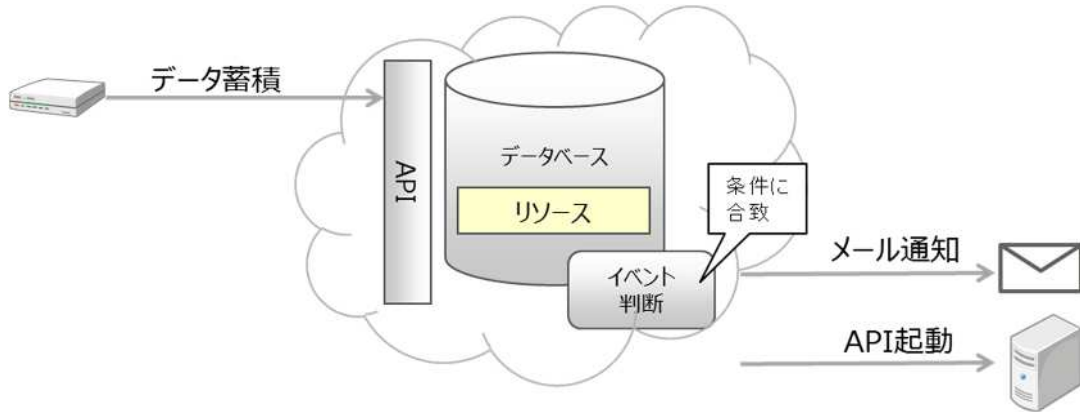 データ蓄積
API
データベース
リソース
条件に
合致
イベント
判断
メール通知
API起動